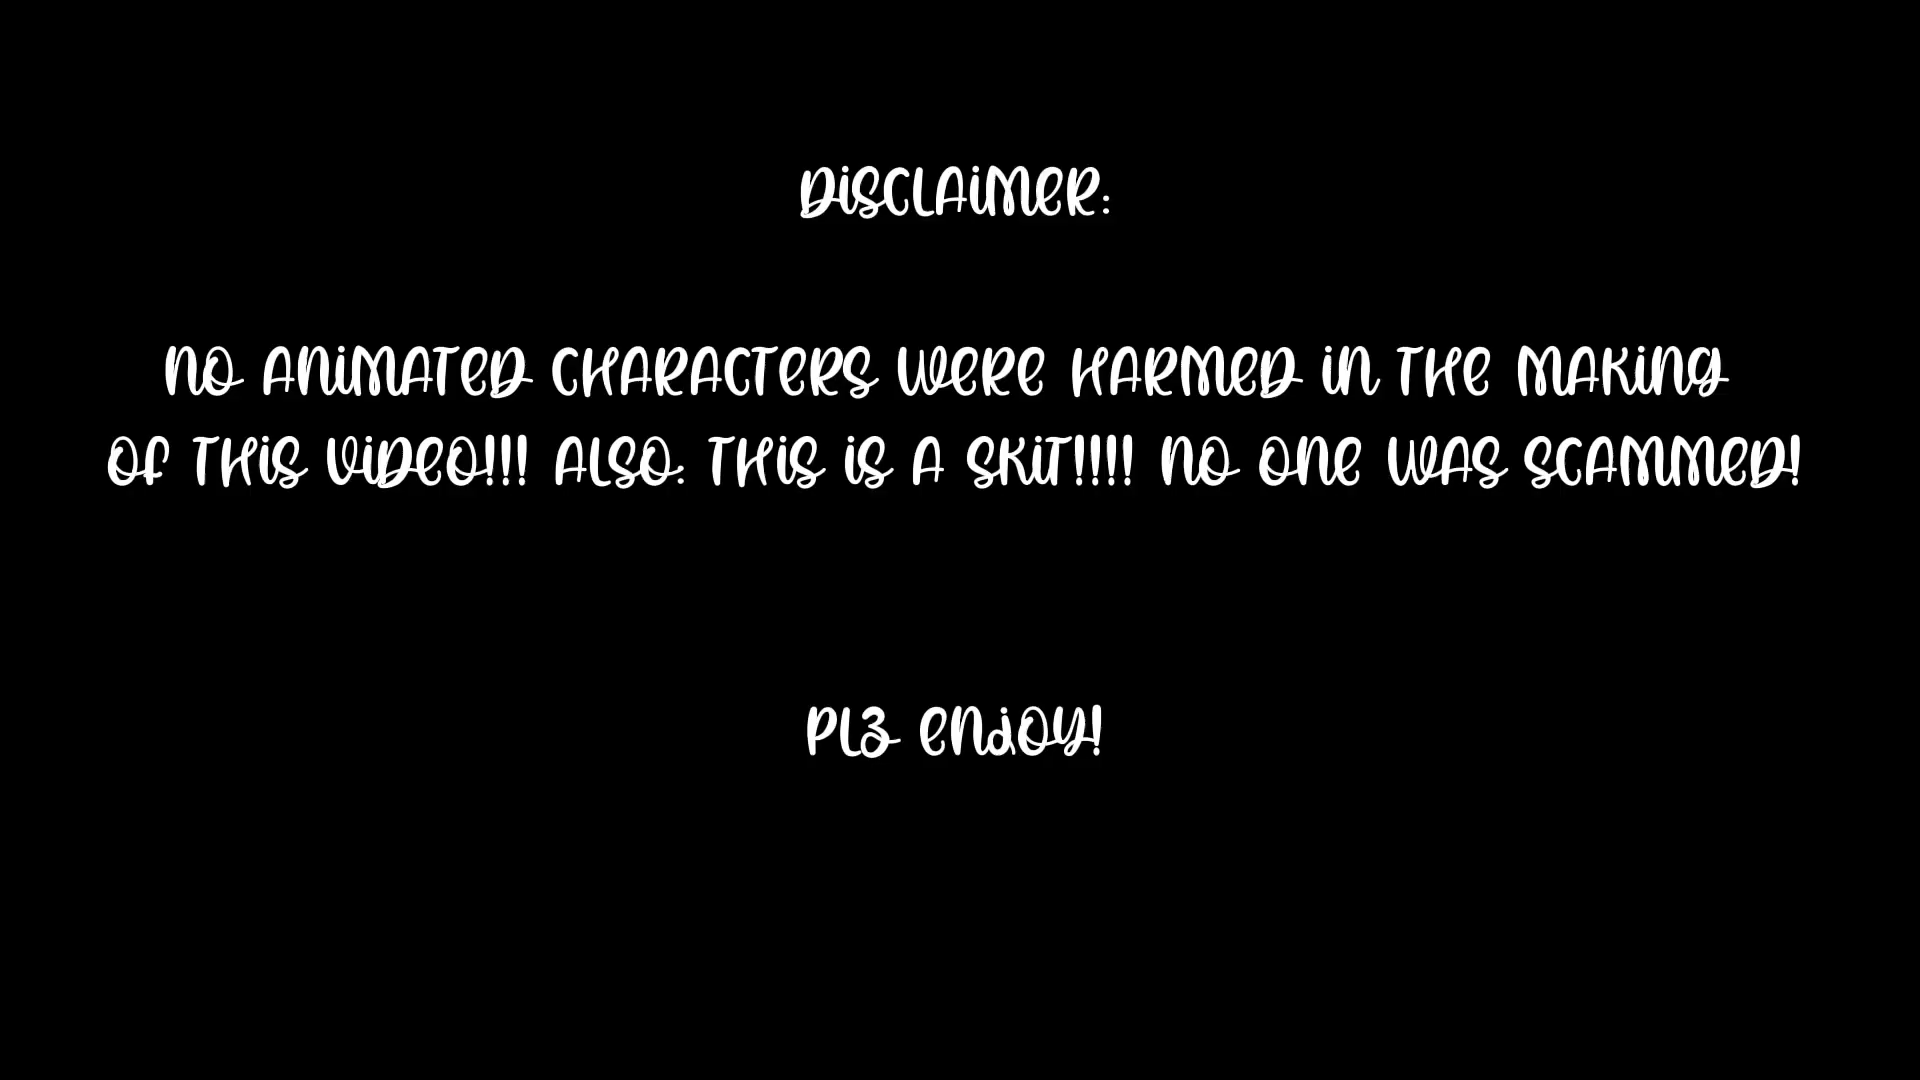 DiSCLAiMER:
NO ANiMATED CHARACTERS WERE HARMED iN THE MAKiNG
OF THiS ViDEO!!! ALSO. THiS iS A SKiT!!!! NO ONE WAS SCAMMED!
PLZ ENJOY!